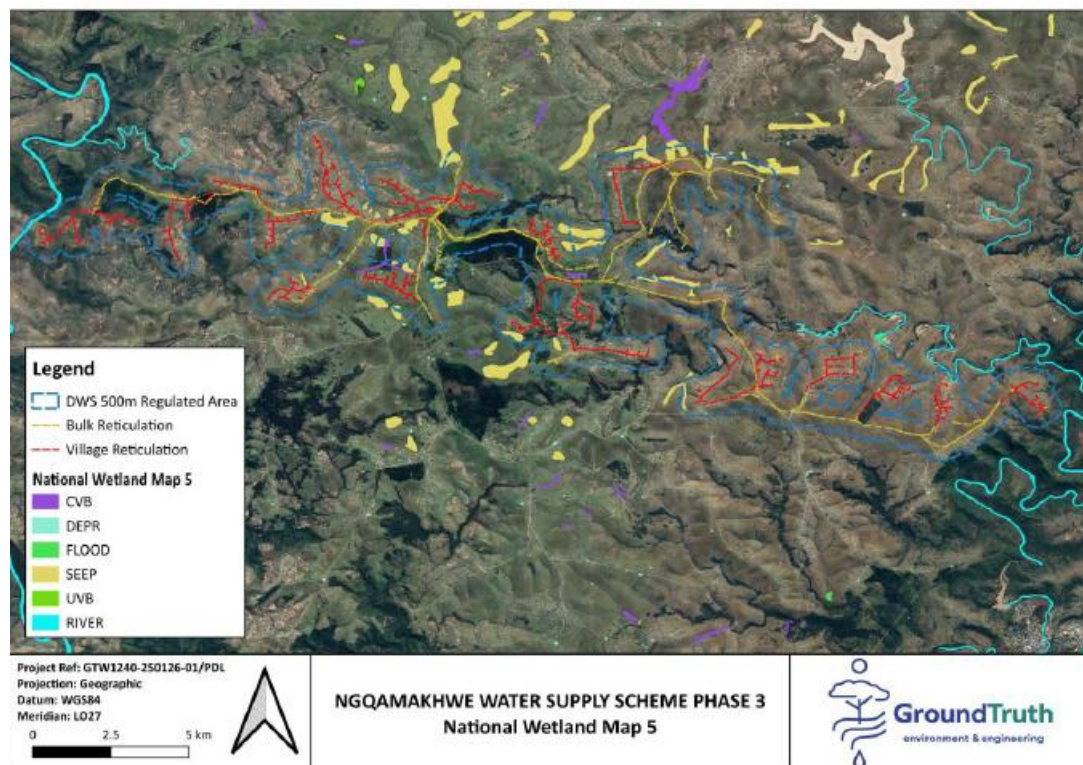 Legend
DWS 500m Regulated Area
Bulk Reticulation
Village Reticulation
National Wetland Map 5
CVB
DEPR
FLOOD
SEEP
UVB
RIVER
Project Ref: GTW1240-250126-01/PDL
Projection: Geographic
Datum: WGS84
Meridian: LO27
0 2.5 5 km
NGQAMAKHWE WATER SUPPLY SCHEME PHASE 3
National Wetland Map 5
GroundTruth
environment & engineering